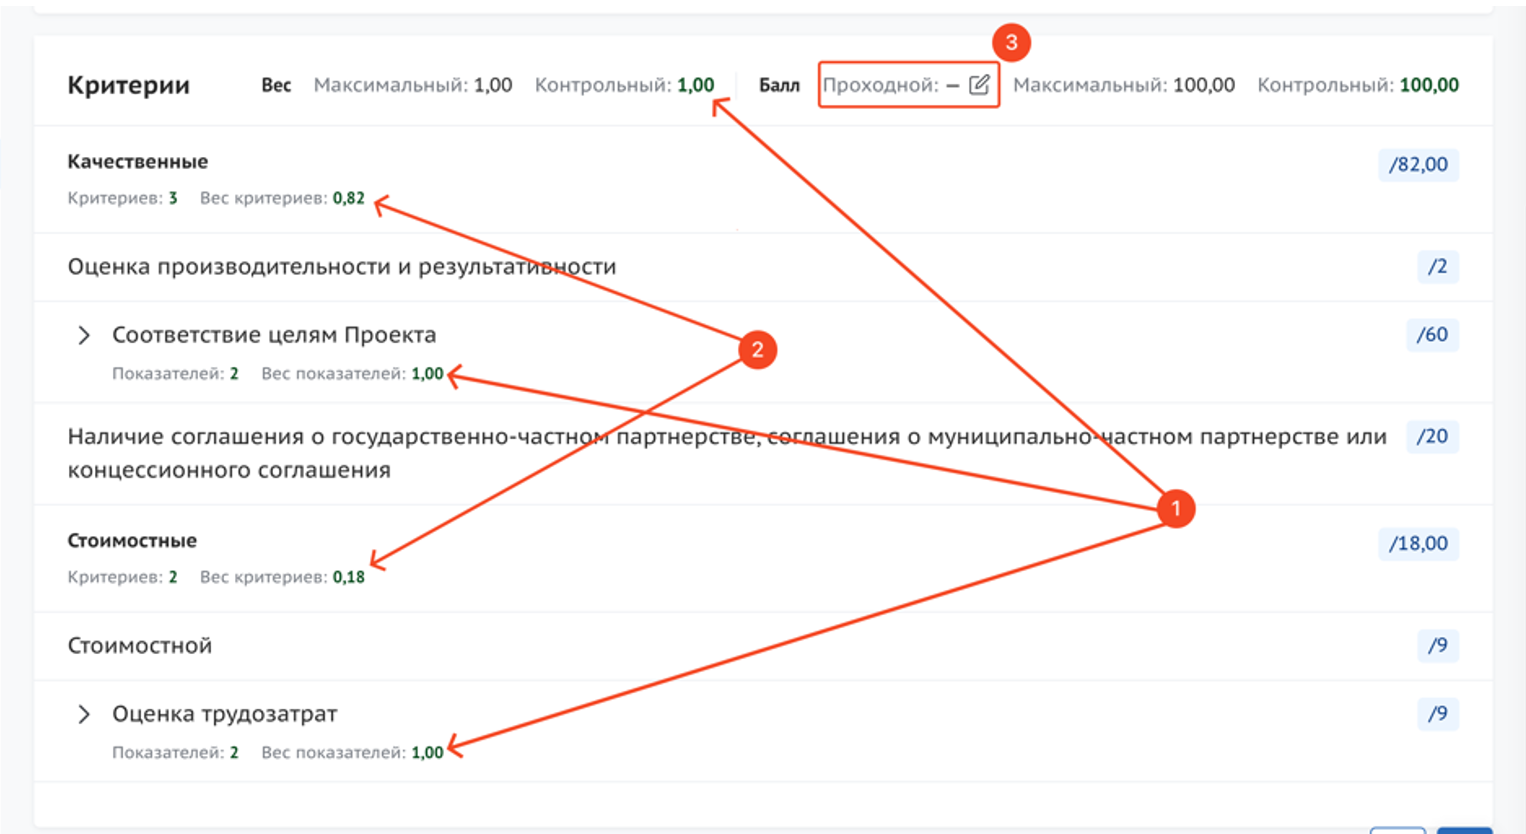 3
Критерии Вес Максимальный: 1,00 Контрольный: 1,00 Балл Проходной: – Максимальный: 100,00 Контрольный: 100,00
Качественные /82,00
Критериев: 3 Вес критериев: 0,82
Оценка производительности и результативности /2
Соответствие целям Проекта /60
2
Показателей: 2 Вес показателей: 1,00
Наличие соглашения о государственно-частном партнерстве, соглашения о муниципально-частном партнерстве или /20
концессионного соглашения
1
Стоимостные /18,00
Критериев: 2 Вес критериев: 0,18
Стоимостной /9
Оценка трудозатрат /9
Показателей: 2 Вес показателей: 1,00